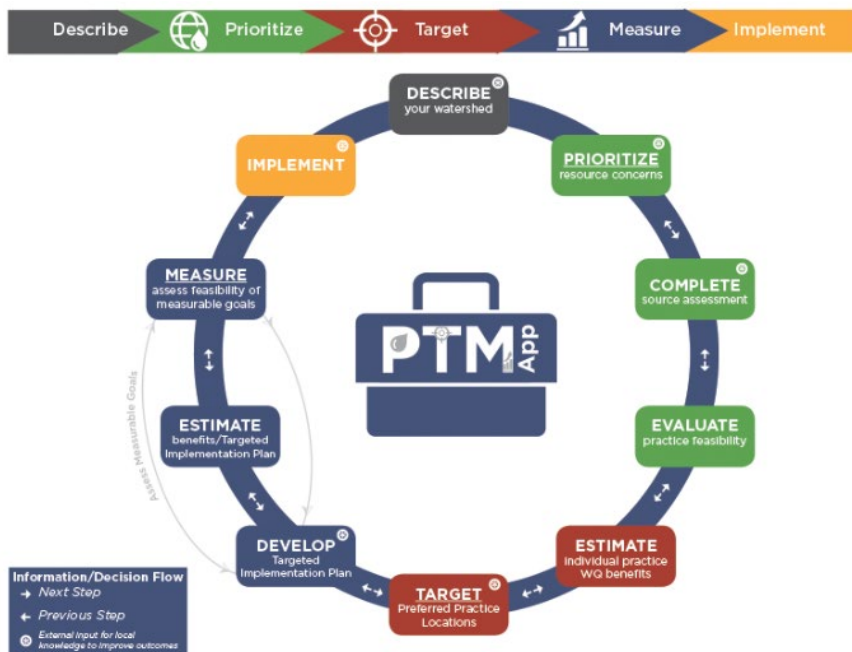 Describe
Prioritize
Target
Measure
Implement
DESCRIBE
your watershed
PRIORITIZE
resource concerns
COMPLETE
source assessment
EVALUATE
practice feasibility
ESTIMATE
individual practice
WQ benefits
TARGET
Preferred Practice
Locations
DEVELOP
Targeted
Implementation Plan
ESTIMATE
benefits/Targeted
Implementation Plan
MEASURE
assess feasibility of
measurable goals
IMPLEMENT
Assess Measurable Goals
PTM
App
Information/Decision Flow
Next Step
Previous Step
External input for local
knowledge to improve outcomes